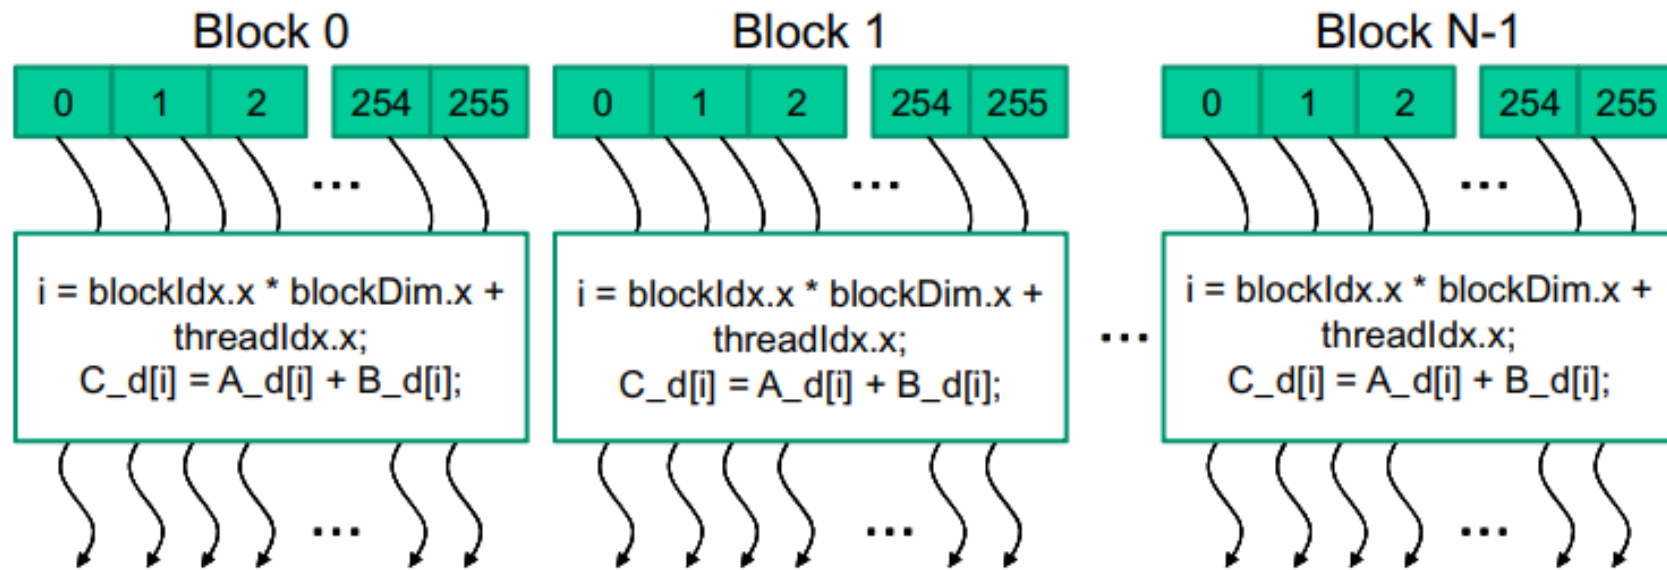 Block 0
0 1 2 254 255
...
i = blockIdx.x * blockDim.x +
threadIdx.x;
C_d[i] = A_d[i] + B_d[i];
...
Block 1
0 1 2 254 255
...
i = blockIdx.x * blockDim.x +
threadIdx.x;
C_d[i] = A_d[i] + B_d[i];
...
...
Block N-1
0 1 2 254 255
...
i = blockIdx.x * blockDim.x +
threadIdx.x;
C_d[i] = A_d[i] + B_d[i];
...